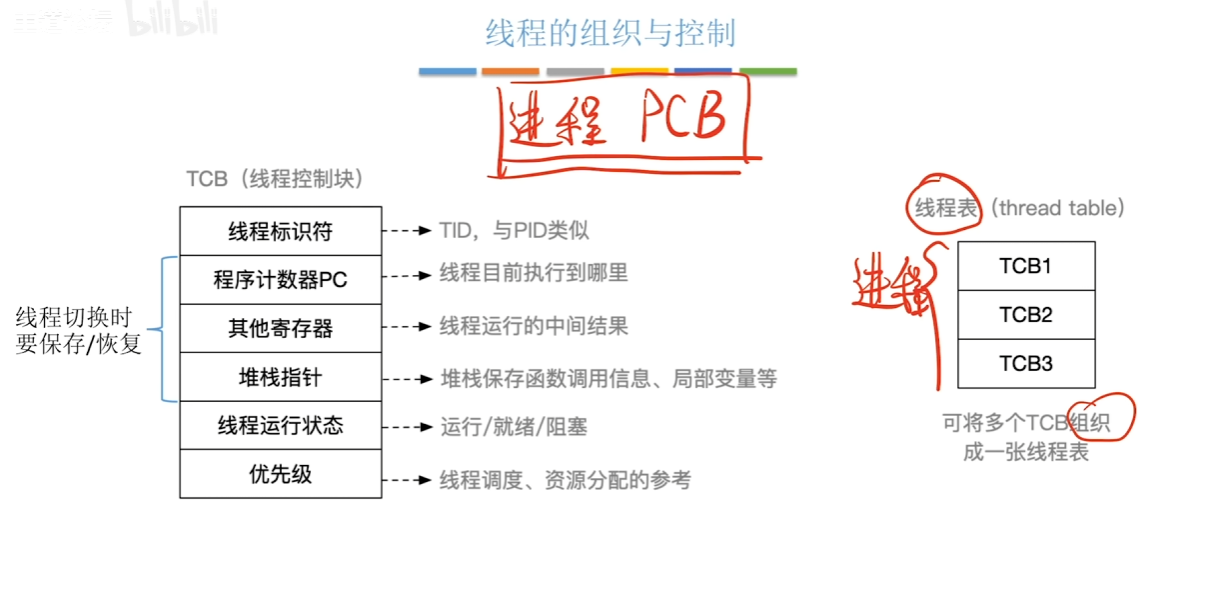 bilibili
线程的组织与控制
进程 PCB
TCB（线程控制块）
线程标识符
TID，与PID类似
程序计数器PC
线程目前执行到哪里
其他寄存器
线程运行的中间结果
堆栈指针
堆栈保存函数调用信息、局部变量等
线程运行状态
运行/就绪/阻塞
优先级
线程调度、资源分配的参考
线程切换时
要保存/恢复
线程表（thread table）
进程
TCB1
TCB2
TCB3
可将多个TCB组织
成一张线程表